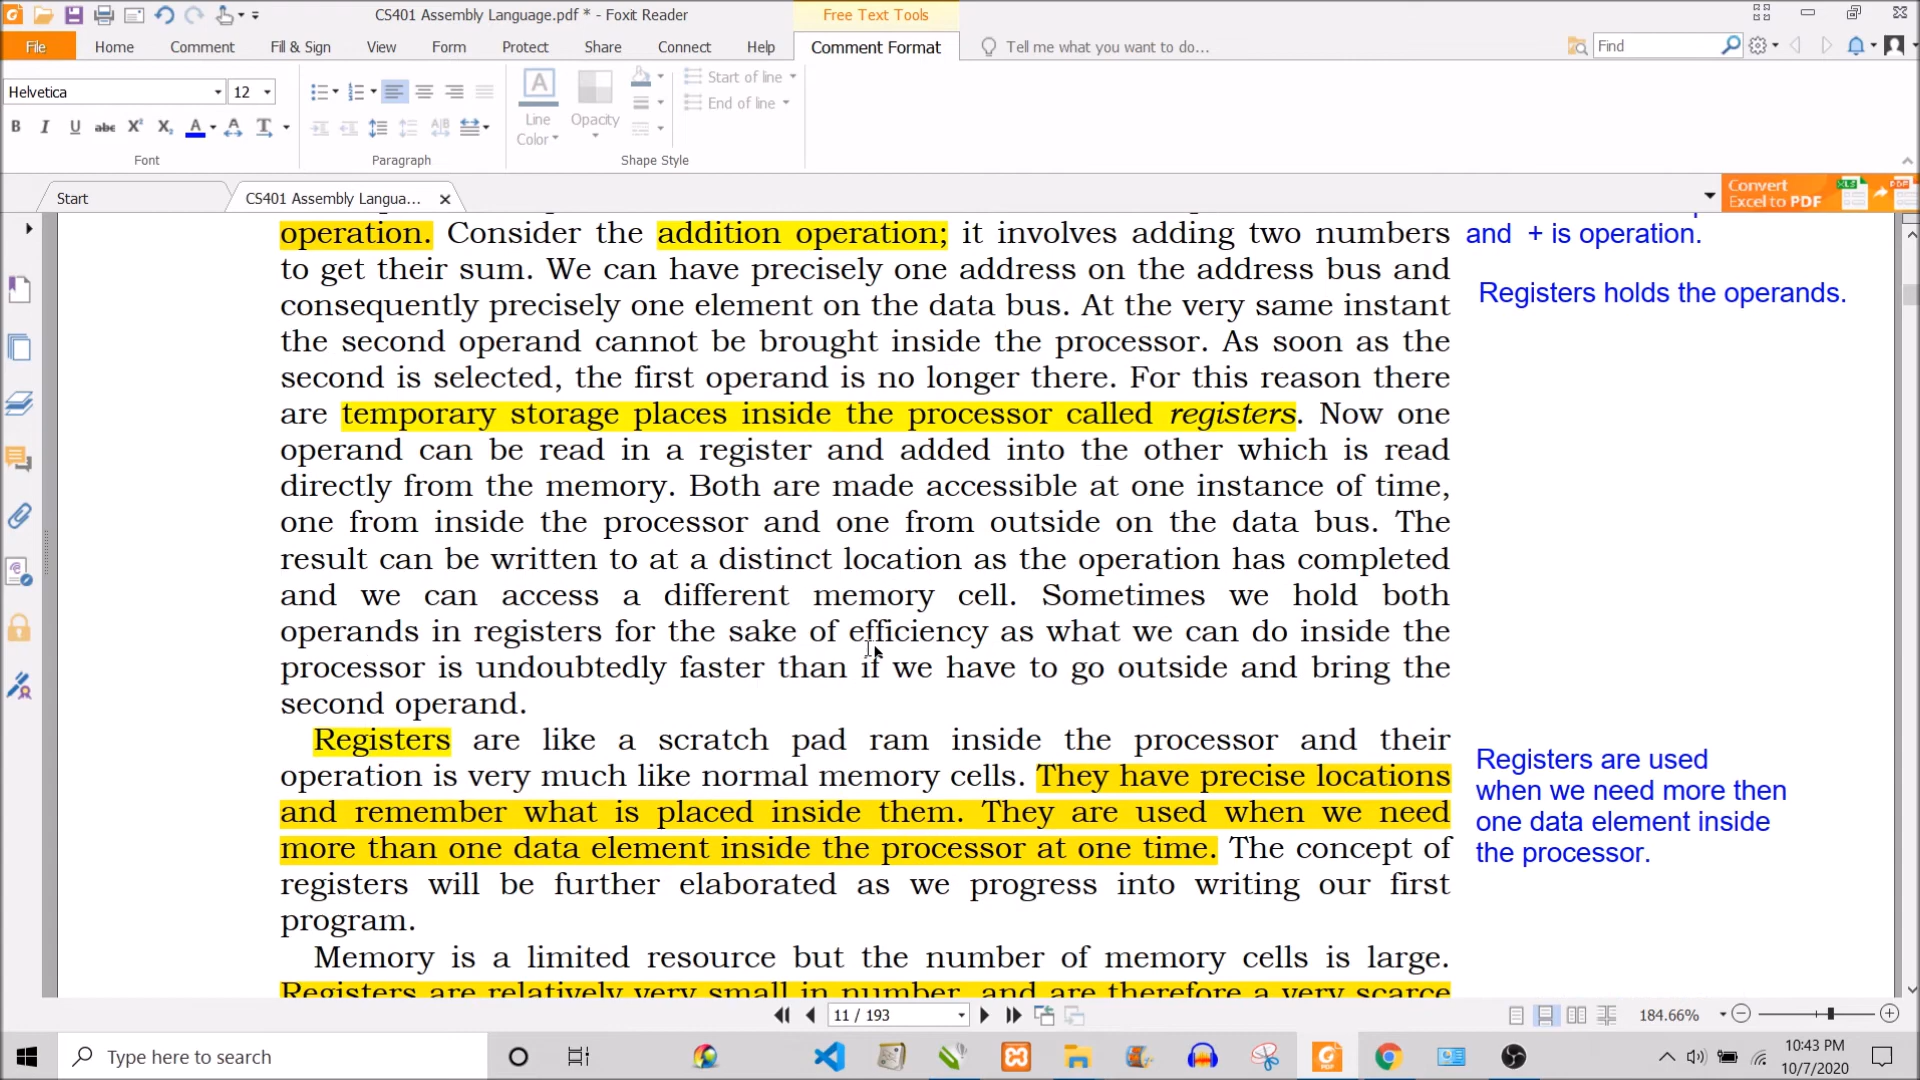 CS401 Assembly Language.pdf * - Foxit Reader
Free Text Tools
File
Home
Comment
Fill & Sign
View
Form
Protect
Share
Connect
Help
Comment Format
Tell me what you want to do...
Find
Helvetica
12
B I U abc X² X₂ A A T
Font
A|B
Paragraph
A
Line
Color
Opacity
Start of line
End of line
Shape Style
Start
CS401 Assembly Langua...
Convert
Excel to PDF
XLS
PDF
operation. Consider the addition operation; it involves adding two numbers
to get their sum. We can have precisely one address on the address bus and
consequently precisely one element on the data bus. At the very same instant
the second operand cannot be brought inside the processor. As soon as the
second is selected, the first operand is no longer there. For this reason there
are temporary storage places inside the processor called registers. Now one
operand can be read in a register and added into the other which is read
directly from the memory. Both are made accessible at one instance of time,
one from inside the processor and one from outside on the data bus. The
result can be written to at a distinct location as the operation has completed
and we can access a different memory cell. Sometimes we hold both
operands in registers for the sake of efficiency as what we can do inside the
processor is undoubtedly faster than if we have to go outside and bring the
second operand.
Registers are like a scratch pad ram inside the processor and their
operation is very much like normal memory cells. They have precise locations
and remember what is placed inside them. They are used when we need
more than one data element inside the processor at one time. The concept of
registers will be further elaborated as we progress into writing our first
program.
Memory is a limited resource but the number of memory cells is large.
Registers are relatively very small in number, and are therefore a very scarce
and + is operation.
Registers holds the operands.
Registers are used
when we need more then
one data element inside
the processor.
11 / 193
184.66%
Type here to search
10:43 PM
10/7/2020